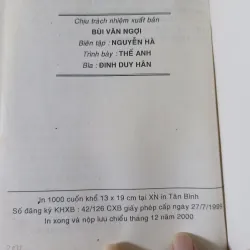 Chịu trách nhiệm xuất bản
BÙI VĂN NGỢI
Biên tập : NGUYỄN HÀ
Trình bày : THẾ ANH
Bìa : ĐINH DUY HÂN
In 1000 cuốn khổ 13 x 19 cm tại XN in Tân Bình
Số đăng ký KHXB : 42/126 CXB giấy phép cấp ngày 27/7/1999
In xong và nộp lưu chiểu tháng 12 năm 2000